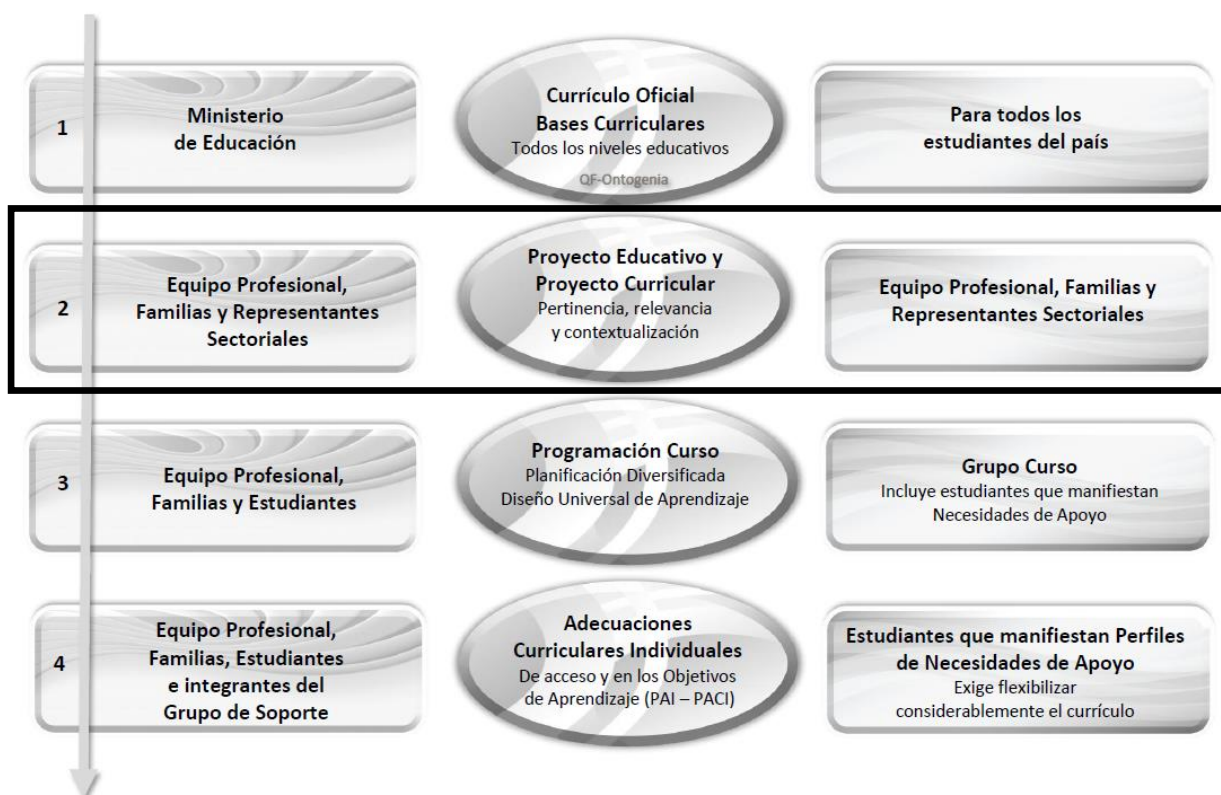 1
Ministerio
de Educación
Currículo Oficial
Bases Curriculares
Todos los niveles educativos
QF-Ontogenia
Para todos los
estudiantes del país
2
Equipo Profesional,
Familias y Representantes
Sectoriales
Proyecto Educativo y
Proyecto Curricular
Pertinencia, relevancia
y contextualización
Equipo Profesional, Familias y
Representantes Sectoriales
3
Equipo Profesional,
Familias y Estudiantes
Programación Curso
Planificación Diversificada
Diseño Universal de Aprendizaje
Grupo Curso
Incluye estudiantes que manifiestan
Necesidades de Apoyo
4
Equipo Profesional,
Familias, Estudiantes
e integrantes del
Grupo de Soporte
Adecuaciones
Curriculares Individuales
De acceso y en los Objetivos
de Aprendizaje (PAI – PACI)
Estudiantes que manifiestan Perfiles
de Necesidades de Apoyo
Exige flexibilizar
considerablemente el currículo